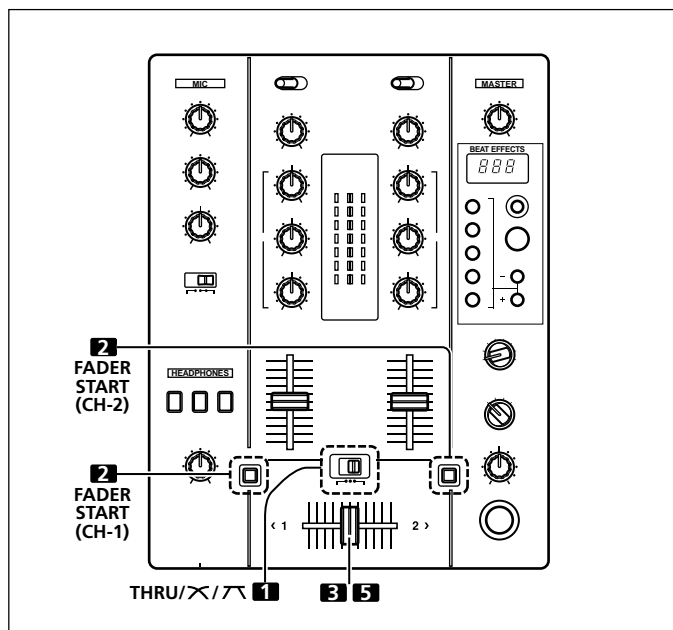 MIC
MASTER
BEAT EFFECTS
888
−
+
2
FADER
START
(CH-2)
HEADPHONES
2
FADER
START
(CH-1)
‹ 1
2 ›
THRU/ / 1
3 5